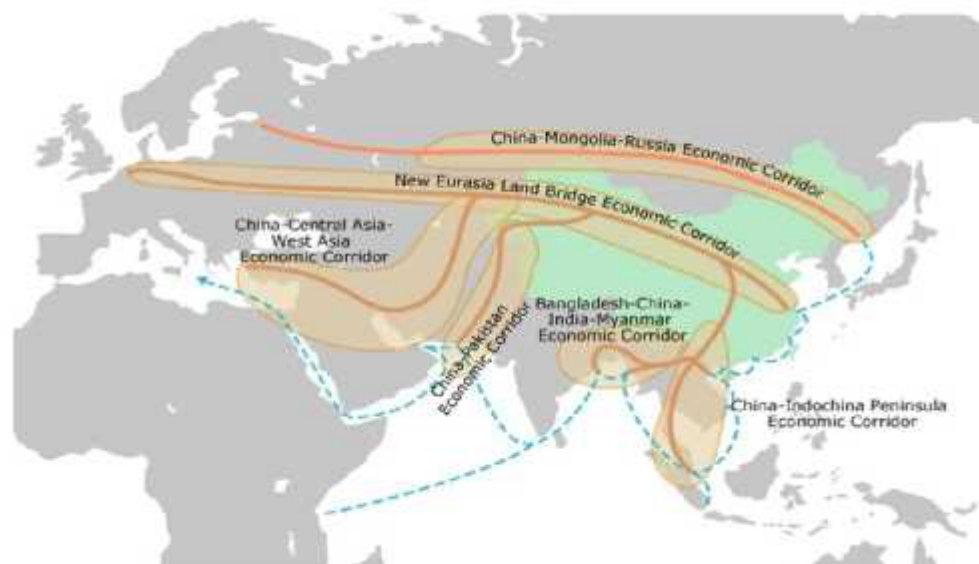 China-Mongolia-Russia Economic Corridor
New Eurasia Land Bridge Economic Corridor
China-Central Asia-
West Asia
Economic Corridor
China-Pakistan
Economic Corridor
Bangladesh-China-
India-Myanmar
Economic Corridor
China-Indochina Peninsula
Economic Corridor